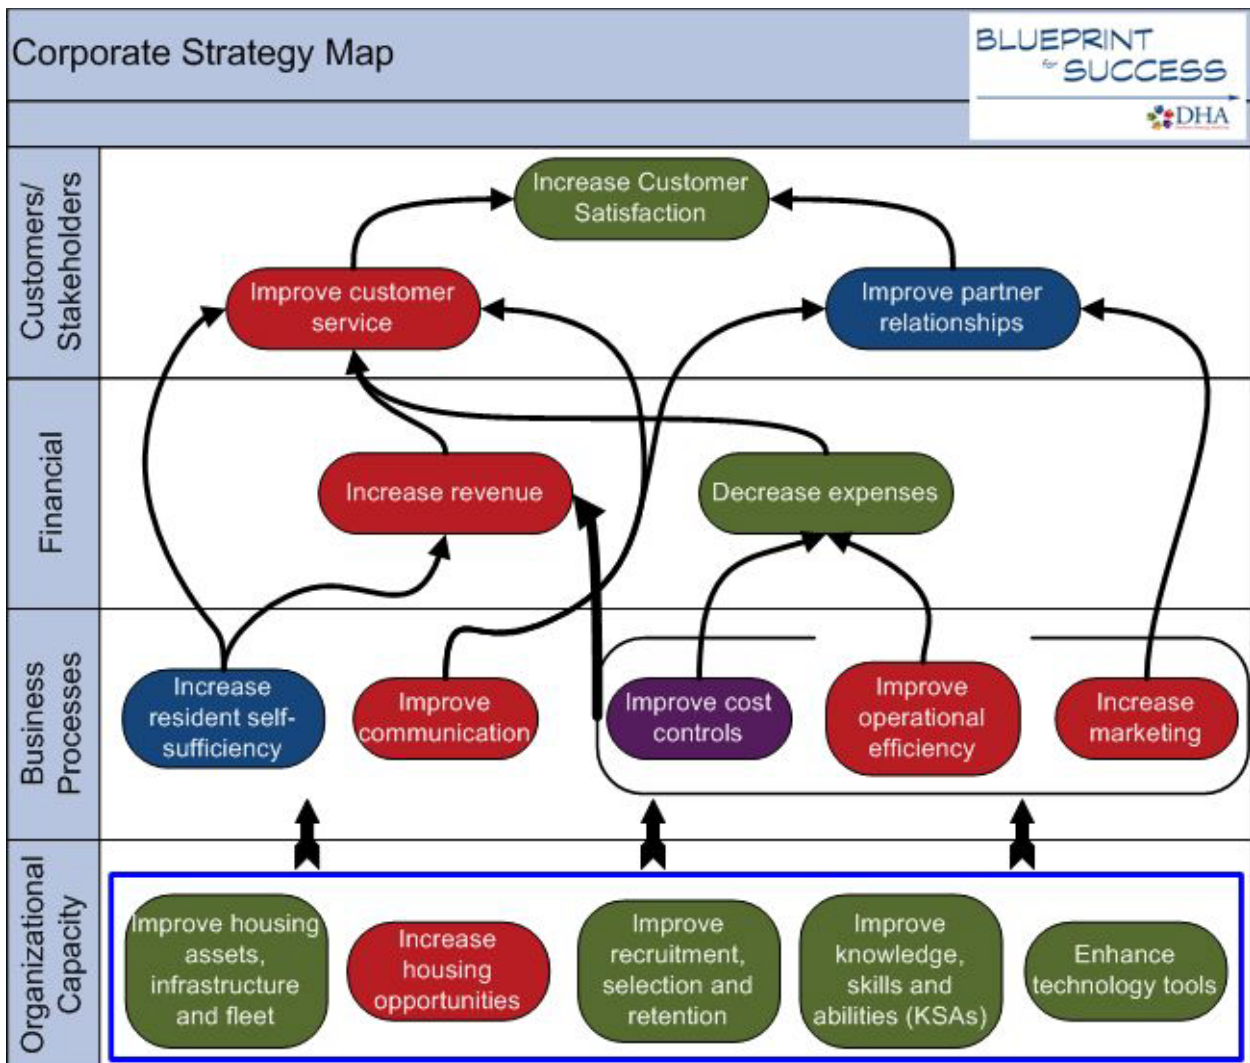 Corporate Strategy Map
BLUEPRINT
for SUCCESS
DHA
Customers/
Stakeholders
Increase Customer
Satisfaction
Improve customer
service
Improve partner
relationships
Financial
Increase revenue
Decrease expenses
Business
Processes
Increase
resident self-
sufficiency
Improve
communication
Improve cost
controls
Improve
operational
efficiency
Increase
marketing
Organizational
Capacity
Improve housing
assets,
infrastructure
and fleet
Increase
housing
opportunities
Improve
recruitment,
selection and
retention
Improve
knowledge,
skills and
abilities (KSAs)
Enhance
technology tools